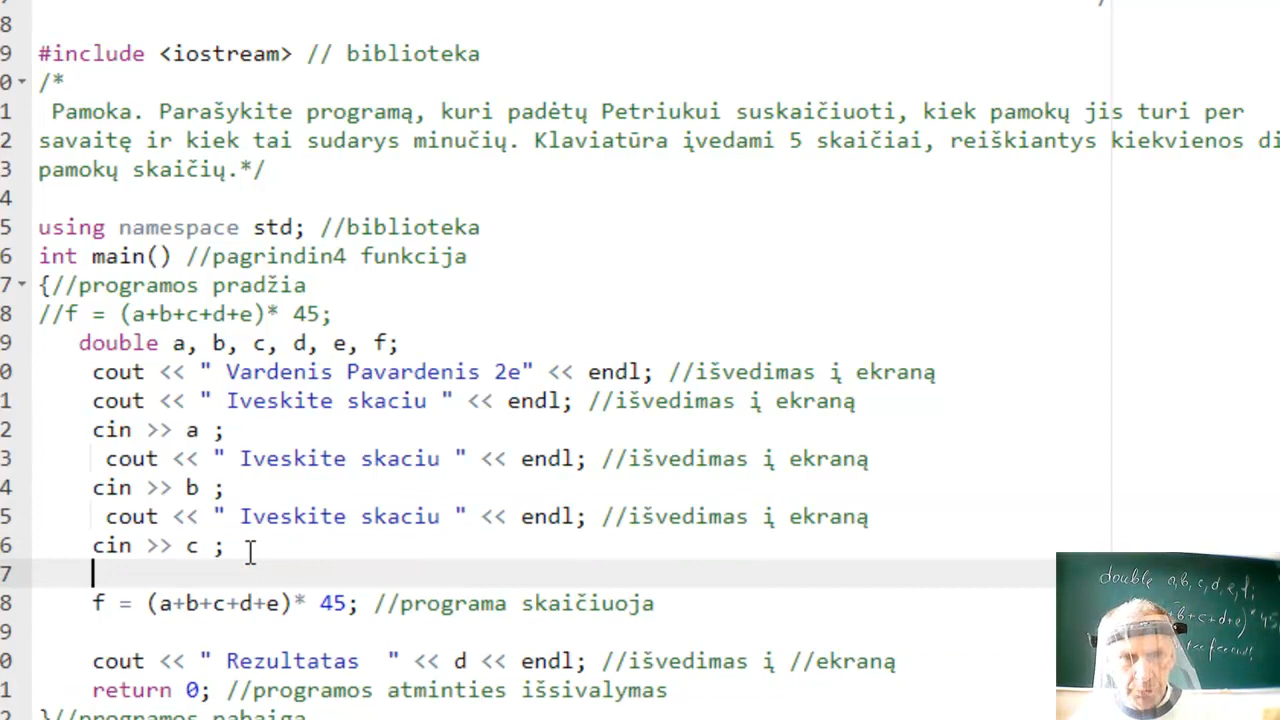 8
9 #include <iostream> // biblioteka
0 /*
1 Pamoka. Parašykite programą, kuri padėtų Petriukui suskaičiuoti, kiek pamokų jis turi per
2 savaitę ir kiek tai sudarys minučių. Klaviatūra įvedami 5 skaičiai, reiškiantys kiekvienos di
3 pamokų skaičių.*/
4
5 using namespace std; //biblioteka
6 int main() //pagrindin4 funkcija
7 {//programos pradžia
8 //f = (a+b+c+d+e)* 45;
9 double a, b, c, d, e, f;
0 cout << " Vardenis Pavardenis 2e" << endl; //išvedimas į ekraną
1 cout << " Iveskite skaciu " << endl; //išvedimas į ekraną
2 cin >> a ;
3 cout << " Iveskite skaciu " << endl; //išvedimas į ekraną
4 cin >> b ;
5 cout << " Iveskite skaciu " << endl; //išvedimas į ekraną
6 cin >> c ;
7
8 f = (a+b+c+d+e)* 45; //programa skaičiuoja
9
0 cout << " Rezultatas  " << d << endl; //išvedimas į //ekraną
1 return 0; //programos atminties išsivalymas
2 }//programos pabaiga
double a,b,c,d,e,f;
+b+c+d+e)*45